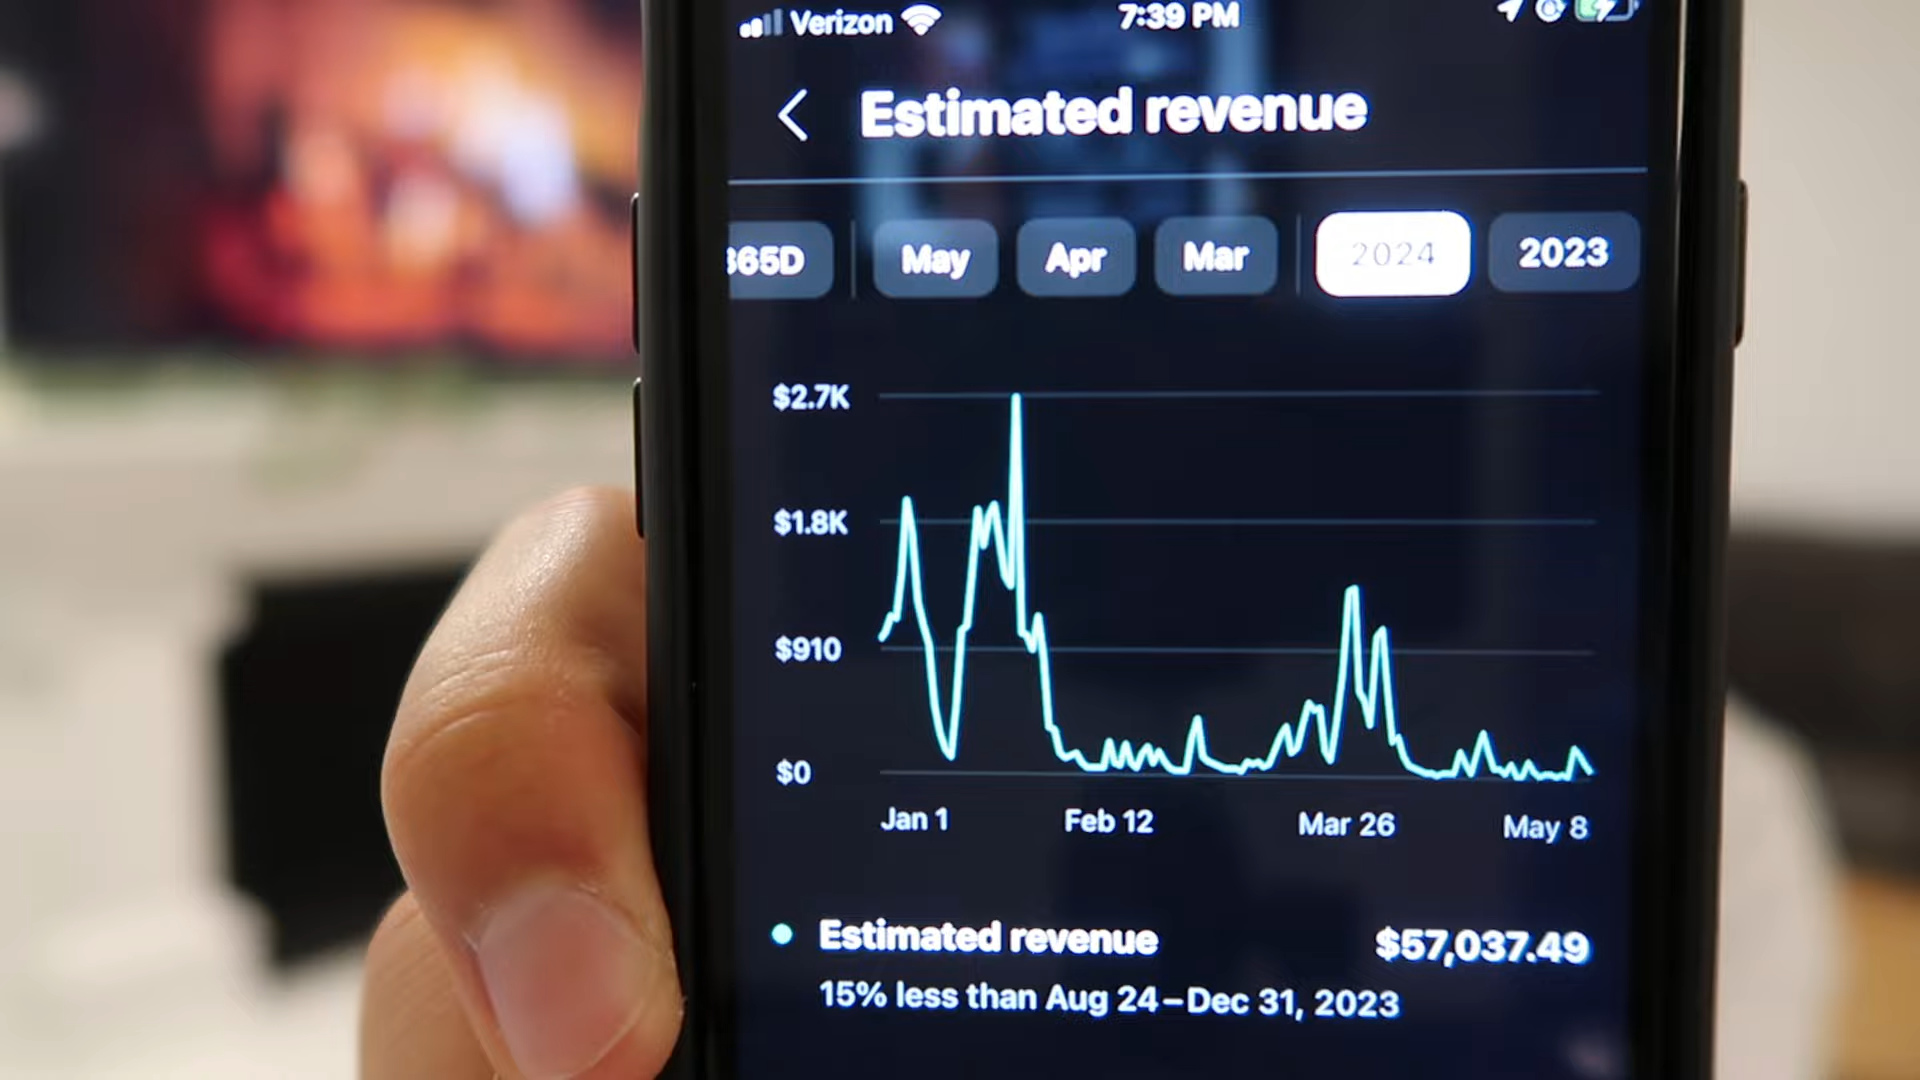 Verizon 7:39 PM
Estimated revenue
365D May Apr Mar 2024 2023
$2.7K
$1.8K
$910
$0
Jan 1 Feb 12 Mar 26 May 8
Estimated revenue $57,037.49
15% less than Aug 24–Dec 31, 2023